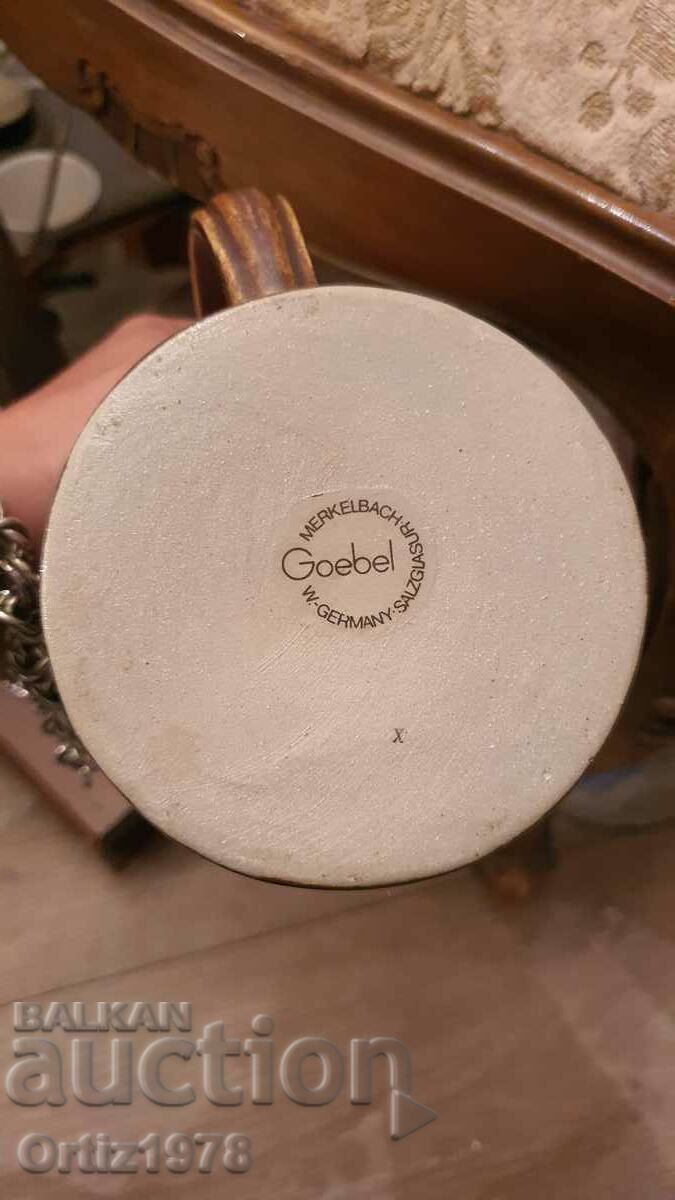 MERKELBACH·
Goebel
W.-GERMANY·SALZGLASUR
X
BALKAN
auction
Ortiz1978